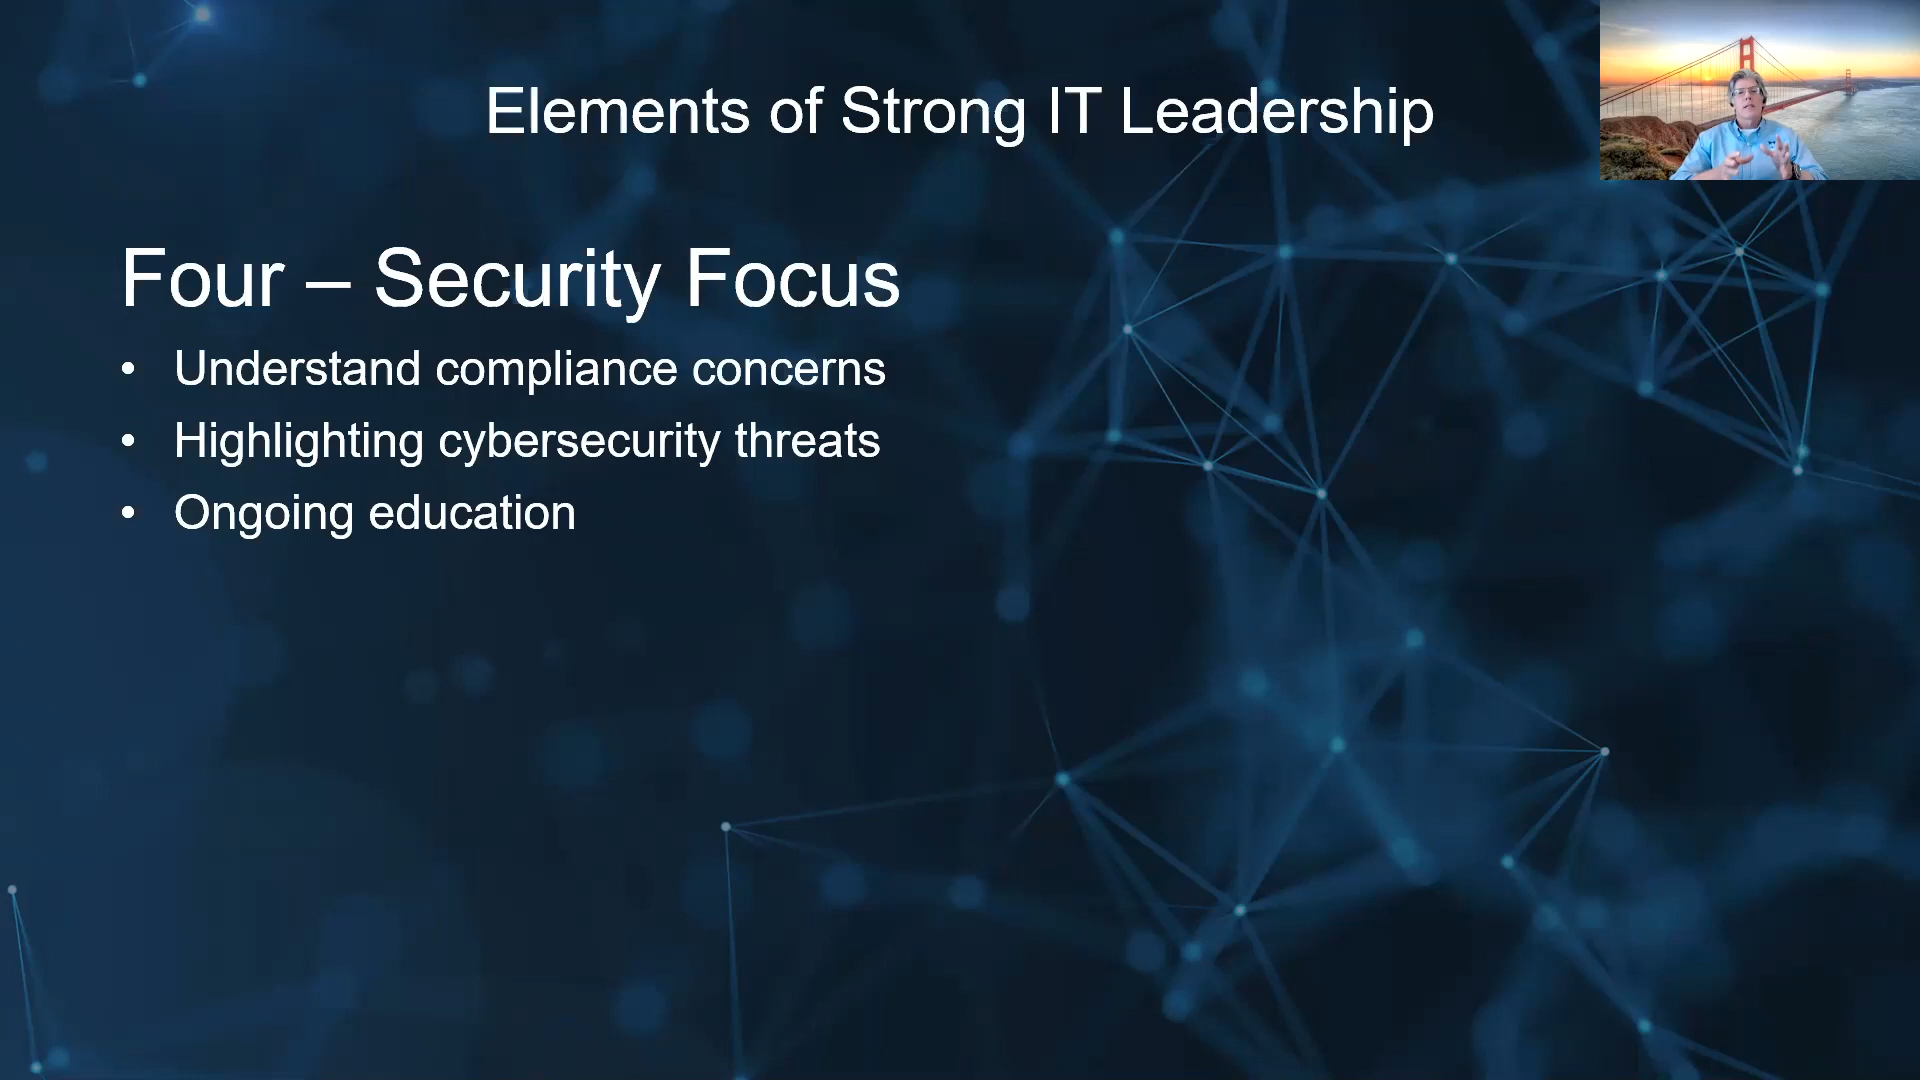 Elements of Strong IT Leadership
Four – Security Focus
• Understand compliance concerns
• Highlighting cybersecurity threats
• Ongoing education